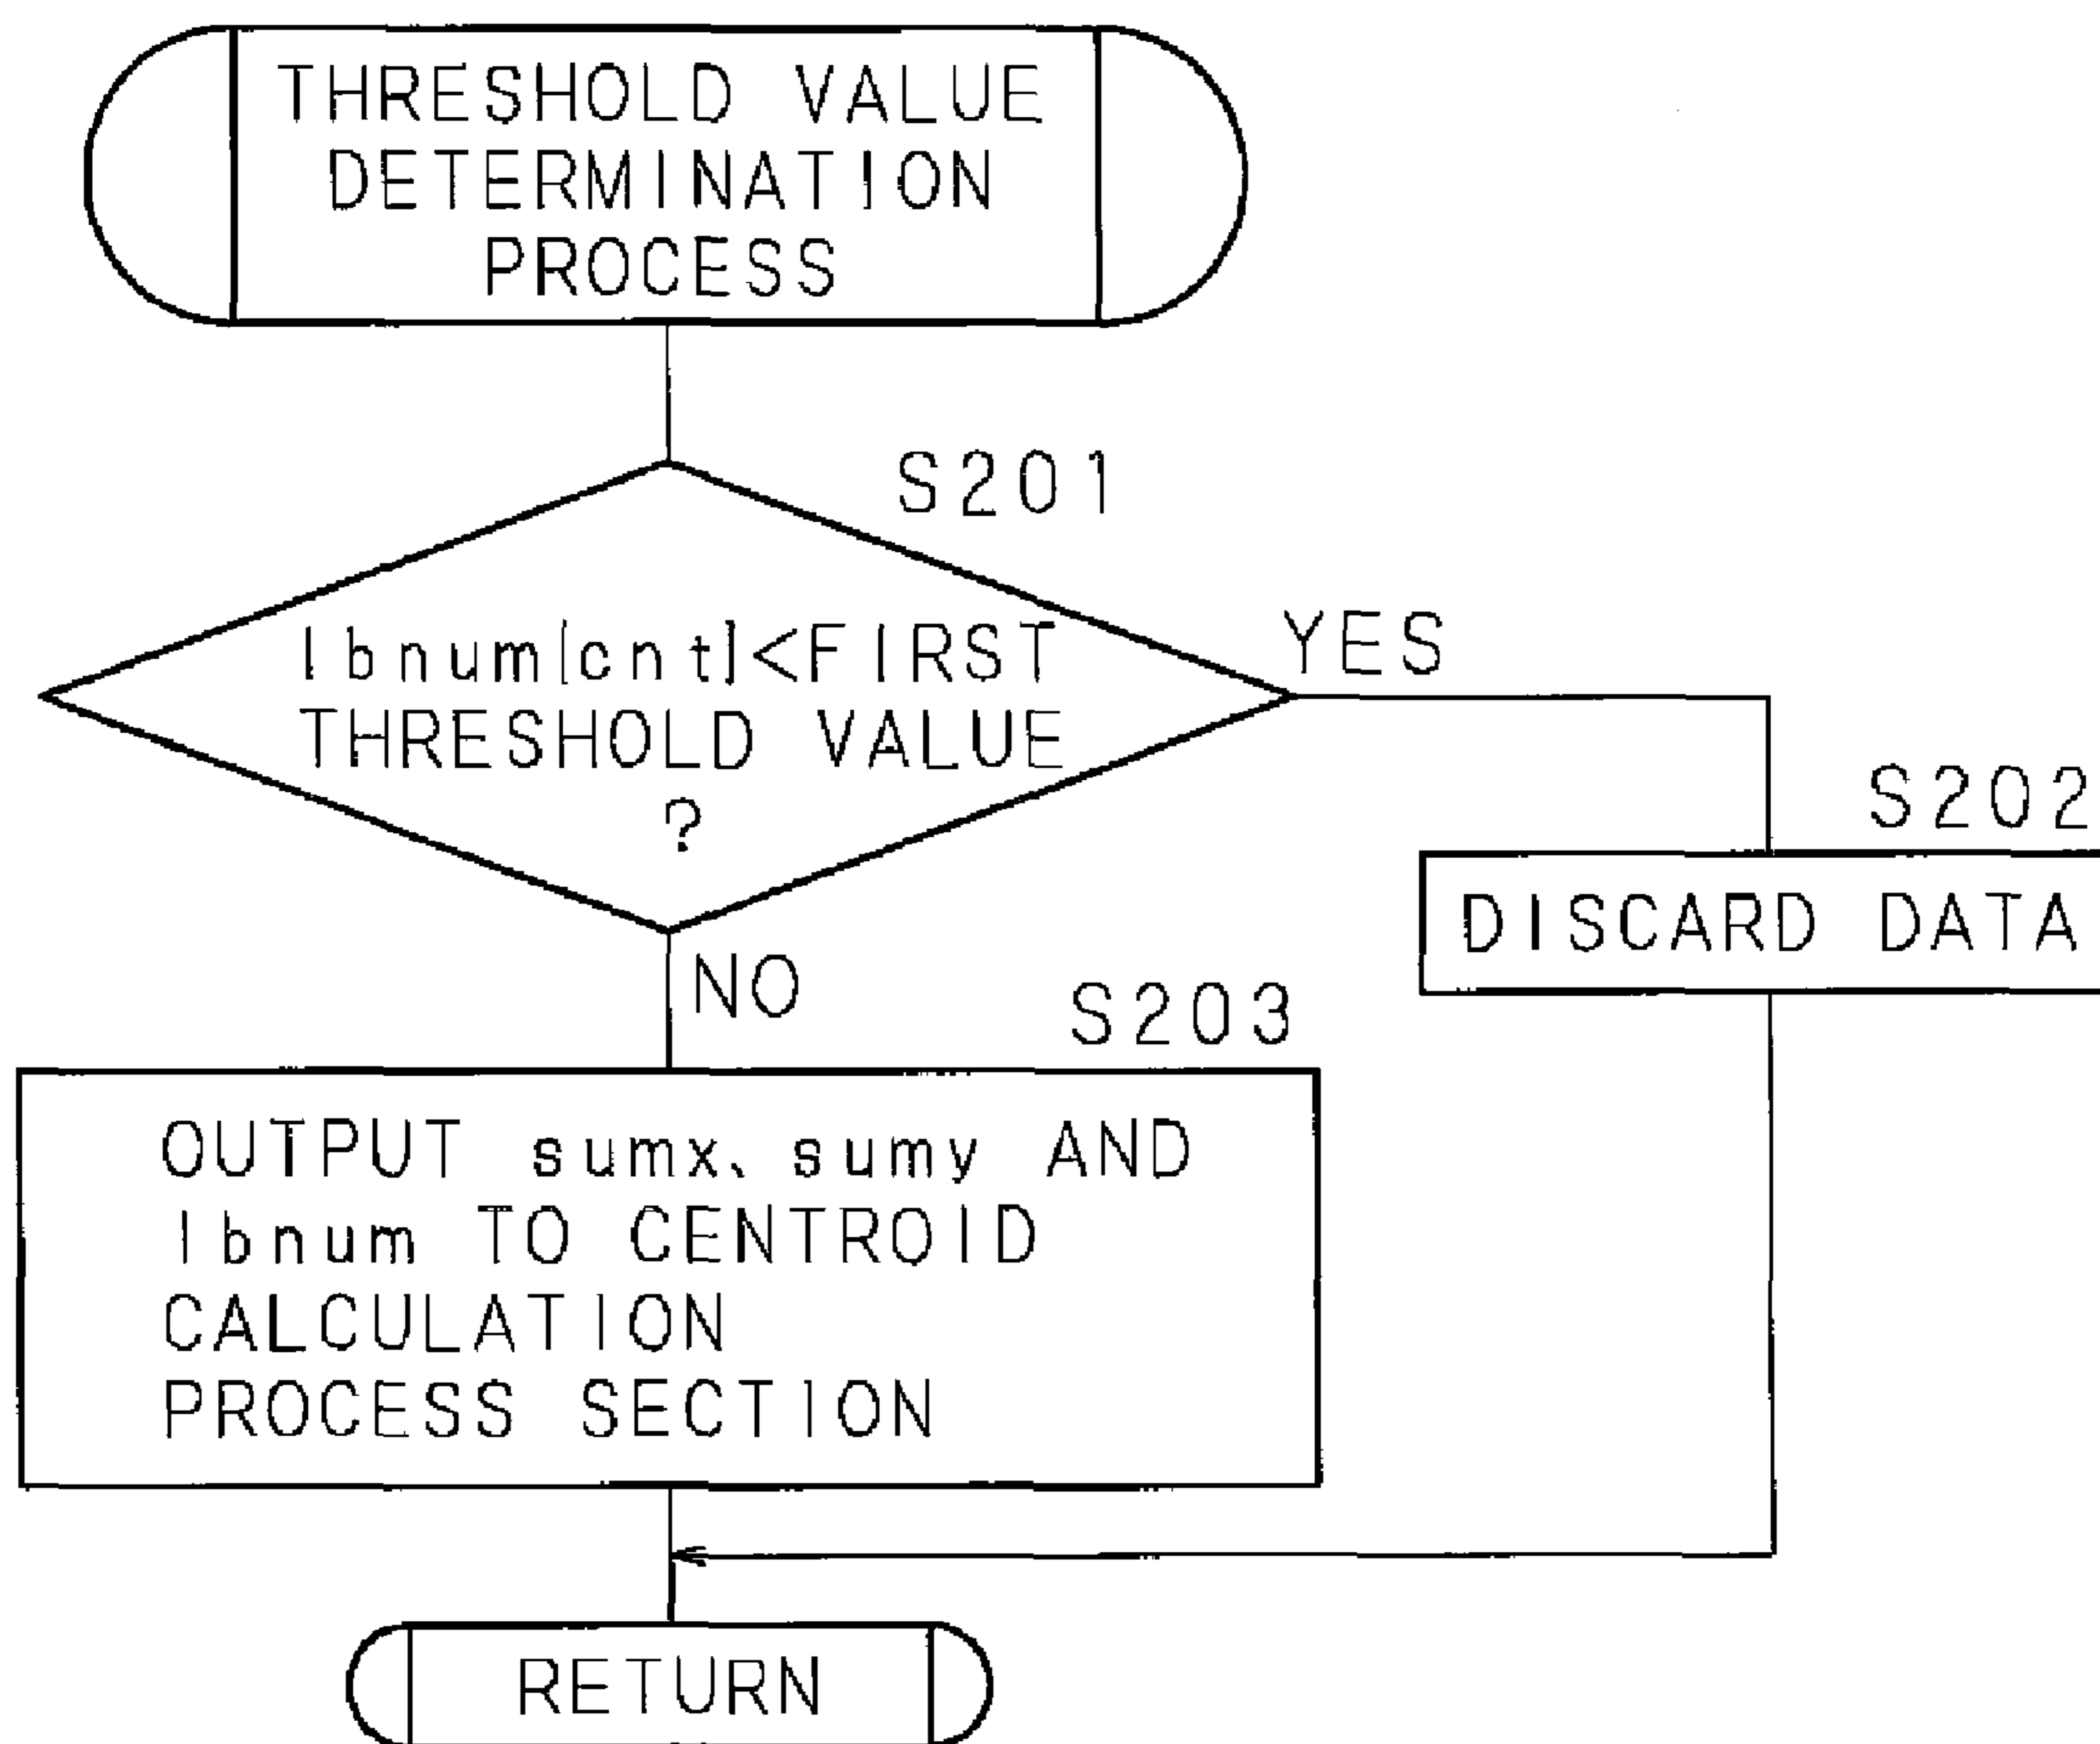 THRESHOLD VALUE
DETERMINATION
PROCESS
S201
lbnum[cnt]<FIRST
THRESHOLD VALUE
?
YES
S202
DISCARD DATA
NO
S203
OUTPUT sumx、sumy AND
lbnum TO CENTROID
CALCULATION
PROCESS SECTION
RETURN